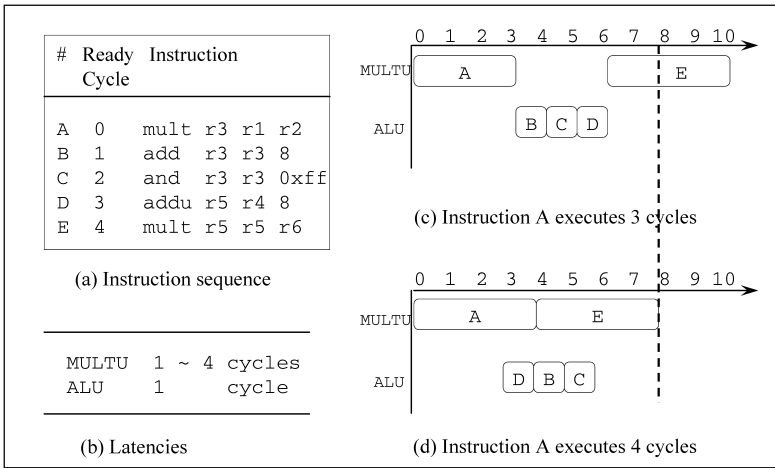 # Ready Instruction
Cycle
A 0 mult r3 r1 r2
B 1 add r3 r3 8
C 2 and r3 r3 0xff
D 3 addu r5 r4 8
E 4 mult r5 r5 r6
(a) Instruction sequence
MULTU 1 ~ 4 cycles
ALU 1 cycle
(b) Latencies
0 1 2 3 4 5 6 7 8 9 10
MULTU A E
ALU B C D
(c) Instruction A executes 3 cycles
0 1 2 3 4 5 6 7 8 9 10
MULTU A E
ALU D B C
(d) Instruction A executes 4 cycles